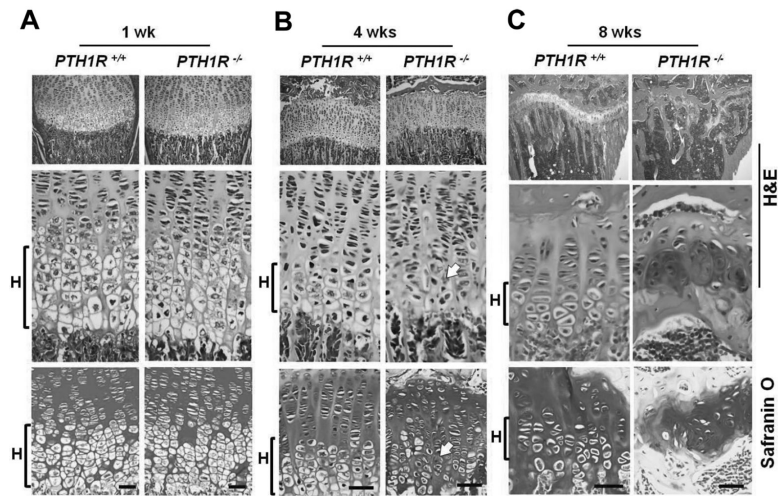 A
1 wk
PTH1R +/+
PTH1R -/-
H
H
B
4 wks
PTH1R +/+
PTH1R -/-
H
H
C
8 wks
PTH1R +/+
PTH1R -/-
H
H
H&E
Safranin O